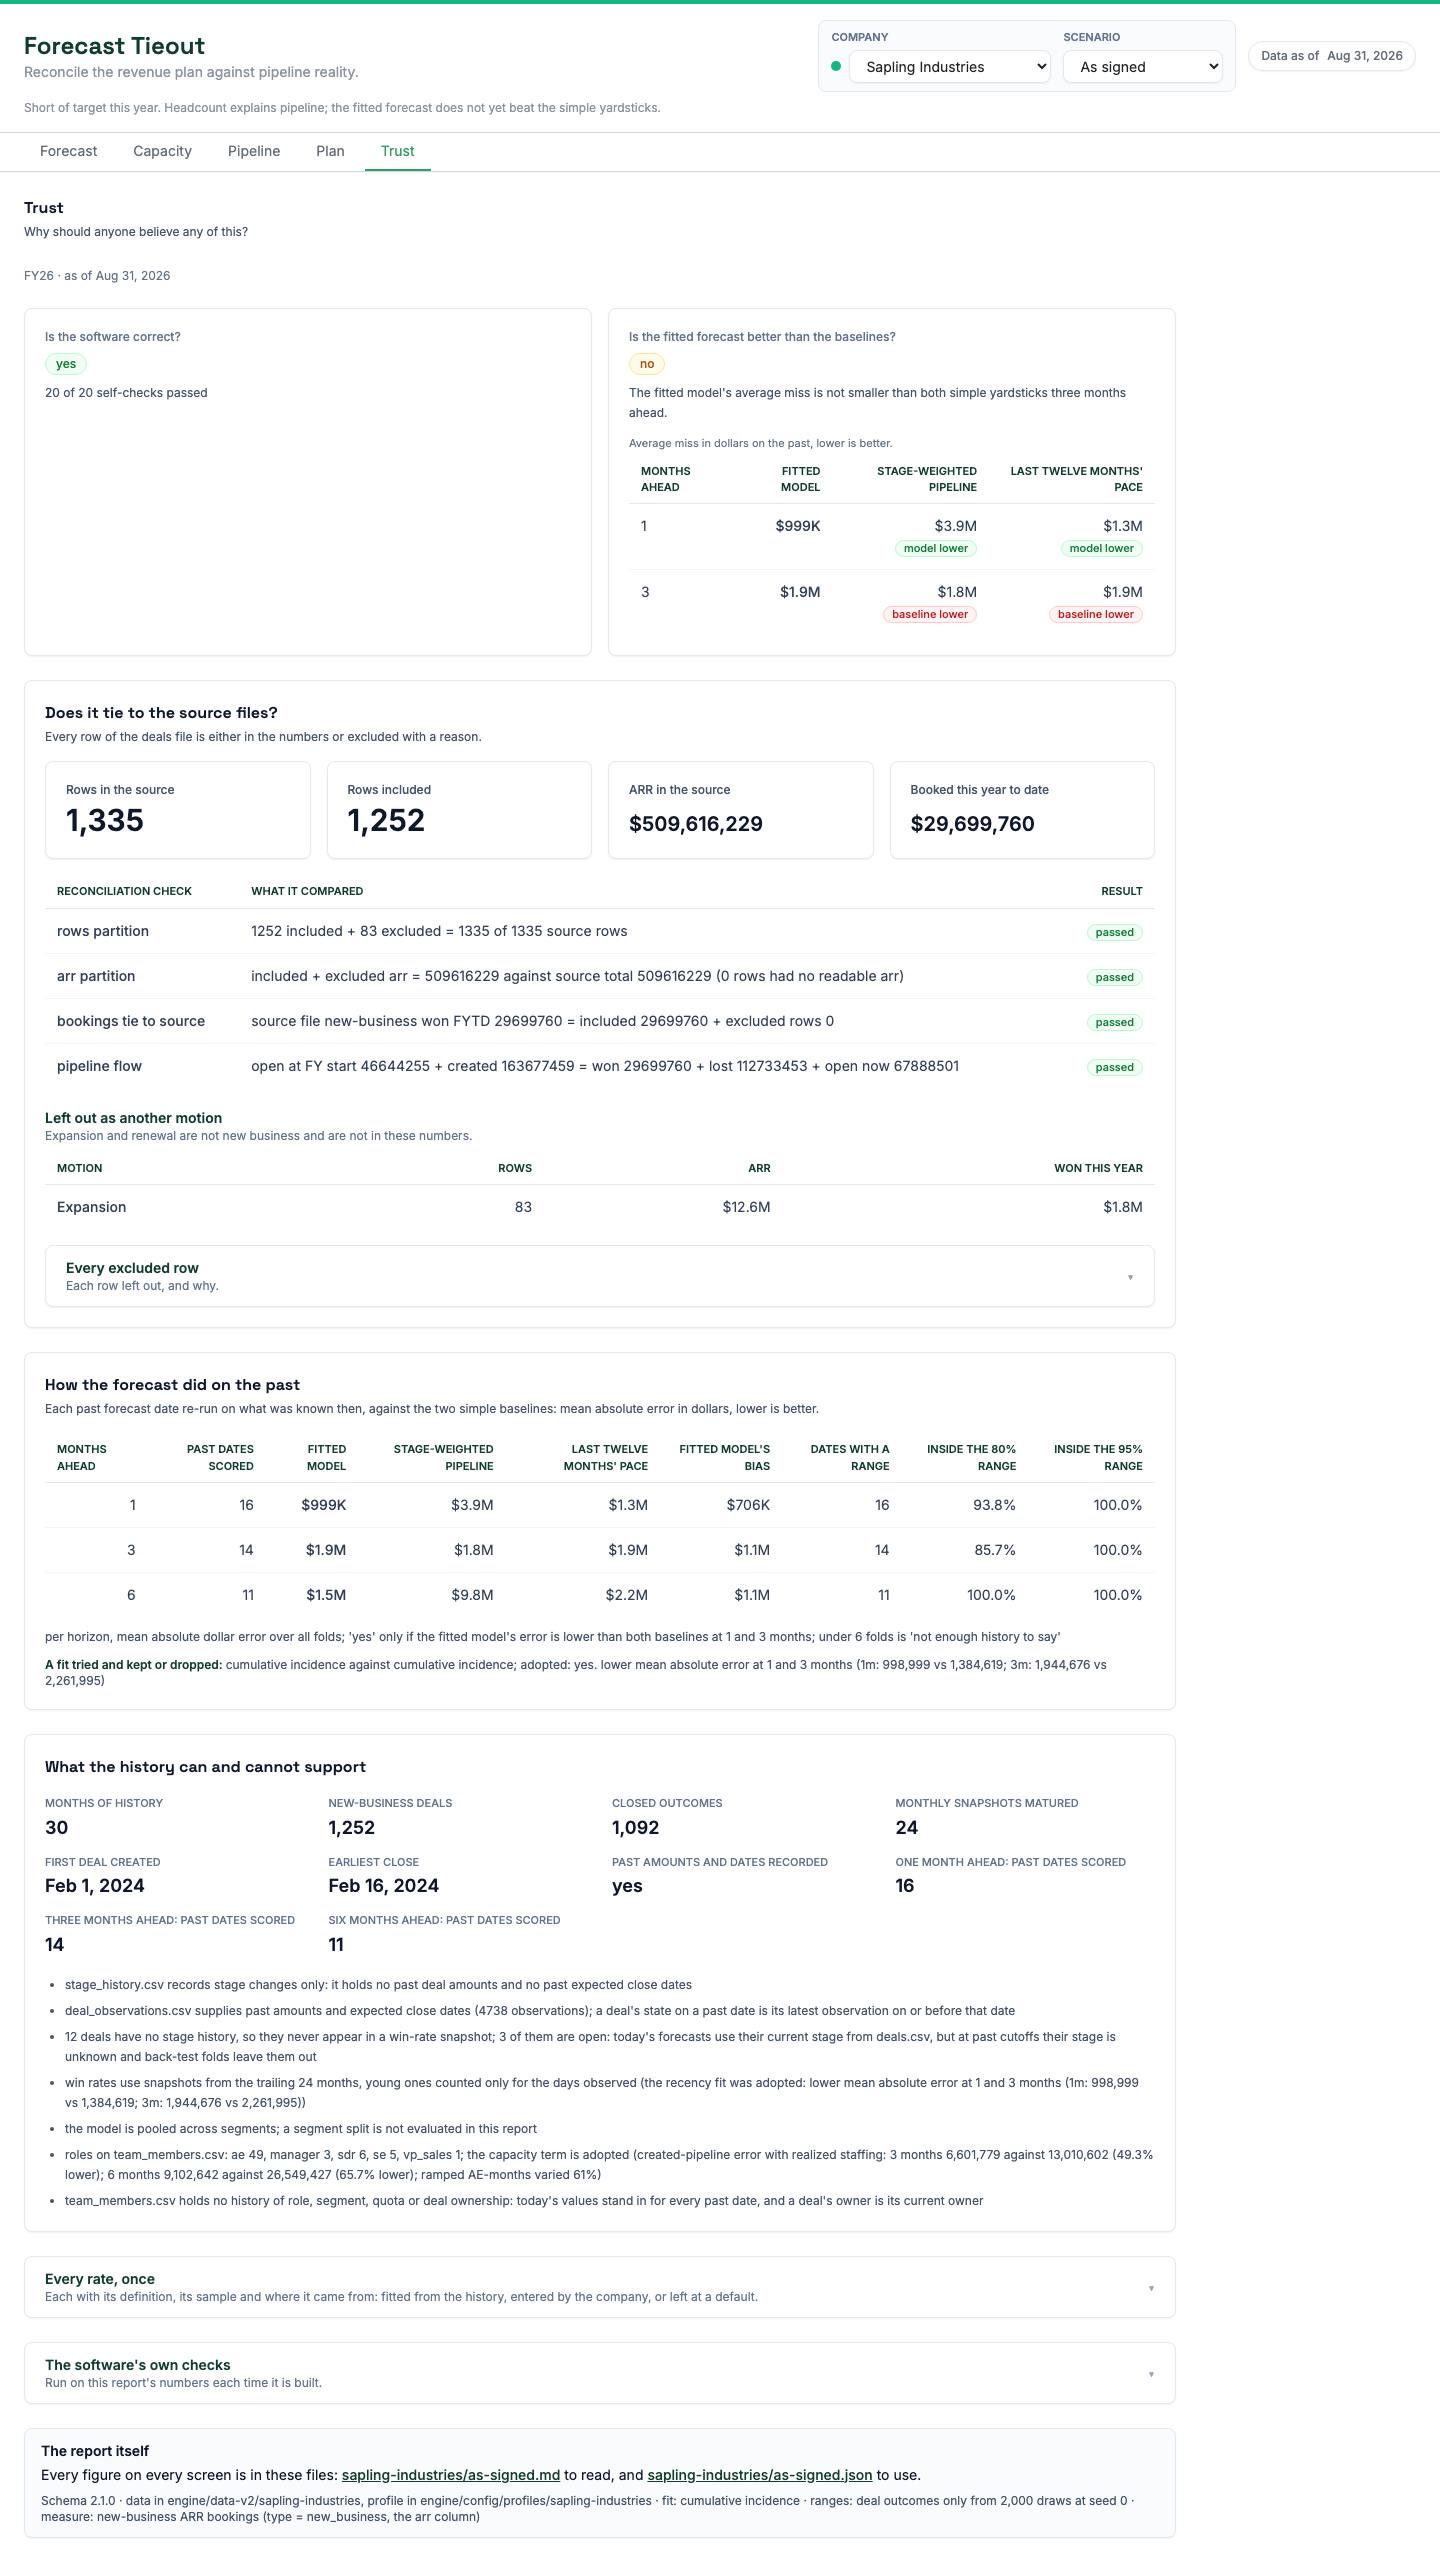 Forecast Tieout
Reconcile the revenue plan against pipeline reality.
COMPANY
SCENARIO
Sapling Industries
As signed
Data as of Aug 31, 2026
Short of target this year. Headcount explains pipeline; the fitted forecast does not yet beat the simple yardsticks.
Forecast
Capacity
Pipeline
Plan
Trust
Trust
Why should anyone believe any of this?
FY26 · as of Aug 31, 2026
Is the software correct?
yes
20 of 20 self-checks passed
Is the fitted forecast better than the baselines?
no
The fitted model's average miss is not smaller than both simple yardsticks three months
ahead.
Average miss in dollars on the past, lower is better.
MONTHS AHEAD FITTED MODEL STAGE-WEIGHTED PIPELINE LAST TWELVE MONTHS' PACE
1 $999K $3.9M $1.3M
model lower model lower
3 $1.9M $1.8M $1.9M
baseline lower baseline lower
Does it tie to the source files?
Every row of the deals file is either in the numbers or excluded with a reason.
Rows in the source
1,335
Rows included
1,252
ARR in the source
$509,616,229
Booked this year to date
$29,699,760
RECONCILIATION CHECK WHAT IT COMPARED RESULT
rows partition 1252 included + 83 excluded = 1335 of 1335 source rows passed
arr partition included + excluded arr = 509616229 against source total 509616229 (0 rows had no readable arr) passed
bookings tie to source source file new-business won FYTD 29699760 = included 29699760 + excluded rows 0 passed
pipeline flow open at FY start 46644255 + created 163677459 = won 29699760 + lost 112733453 + open now 67888501 passed
Left out as another motion
Expansion and renewal are not new business and are not in these numbers.
MOTION ROWS ARR WON THIS YEAR
Expansion 83 $12.6M $1.8M
Every excluded row
Each row left out, and why.
▾
How the forecast did on the past
Each past forecast date re-run on what was known then, against the two simple baselines: mean absolute error in dollars, lower is better.
MONTHS AHEAD PAST DATES SCORED FITTED MODEL STAGE-WEIGHTED PIPELINE LAST TWELVE MONTHS' PACE FITTED MODEL'S BIAS DATES WITH A RANGE INSIDE THE 80% RANGE INSIDE THE 95% RANGE
1 16 $999K $3.9M $1.3M $706K 16 93.8% 100.0%
3 14 $1.9M $1.8M $1.9M $1.1M 14 85.7% 100.0%
6 11 $1.5M $9.8M $2.2M $1.1M 11 100.0% 100.0%
per horizon, mean absolute dollar error over all folds; 'yes' only if the fitted model's error is lower than both baselines at 1 and 3 months; under 6 folds is 'not enough history to say'
A fit tried and kept or dropped: cumulative incidence against cumulative incidence; adopted: yes. lower mean absolute error at 1 and 3 months (1m: 998,999 vs 1,384,619; 3m: 1,944,676 vs
2,261,995)
What the history can and cannot support
MONTHS OF HISTORY
30
NEW-BUSINESS DEALS
1,252
CLOSED OUTCOMES
1,092
MONTHLY SNAPSHOTS MATURED
24
FIRST DEAL CREATED
Feb 1, 2024
EARLIEST CLOSE
Feb 16, 2024
PAST AMOUNTS AND DATES RECORDED
yes
ONE MONTH AHEAD: PAST DATES SCORED
16
THREE MONTHS AHEAD: PAST DATES SCORED
14
SIX MONTHS AHEAD: PAST DATES SCORED
11
• stage_history.csv records stage changes only: it holds no past deal amounts and no past expected close dates
• deal_observations.csv supplies past amounts and expected close dates (4738 observations); a deal's state on a past date is its latest observation on or before that date
• 12 deals have no stage history, so they never appear in a win-rate snapshot; 3 of them are open: today's forecasts use their current stage from deals.csv, but at past cutoffs their stage is
unknown and back-test folds leave them out
• win rates use snapshots from the trailing 24 months, young ones counted only for the days observed (the recency fit was adopted: lower mean absolute error at 1 and 3 months (1m: 998,999
vs 1,384,619; 3m: 1,944,676 vs 2,261,995))
• the model is pooled across segments; a segment split is not evaluated in this report
• roles on team_members.csv: ae 49, manager 3, sdr 6, se 5, vp_sales 1; the capacity term is adopted (created-pipeline error with realized staffing: 3 months 6,601,779 against 13,010,602 (49.3%
lower); 6 months 9,102,642 against 26,549,427 (65.7% lower); ramped AE-months varied 61%)
• team_members.csv holds no history of role, segment, quota or deal ownership: today's values stand in for every past date, and a deal's owner is its current owner
Every rate, once
Each with its definition, its sample and where it came from: fitted from the history, entered by the company, or left at a default.
▾
The software's own checks
Run on this report's numbers each time it is built.
▾
The report itself
Every figure on every screen is in these files: sapling-industries/as-signed.md to read, and sapling-industries/as-signed.json to use.
Schema 2.1.0 · data in engine/data-v2/sapling-industries, profile in engine/config/profiles/sapling-industries · fit: cumulative incidence · ranges: deal outcomes only from 2,000 draws at seed 0 ·
measure: new-business ARR bookings (type = new_business, the arr column)